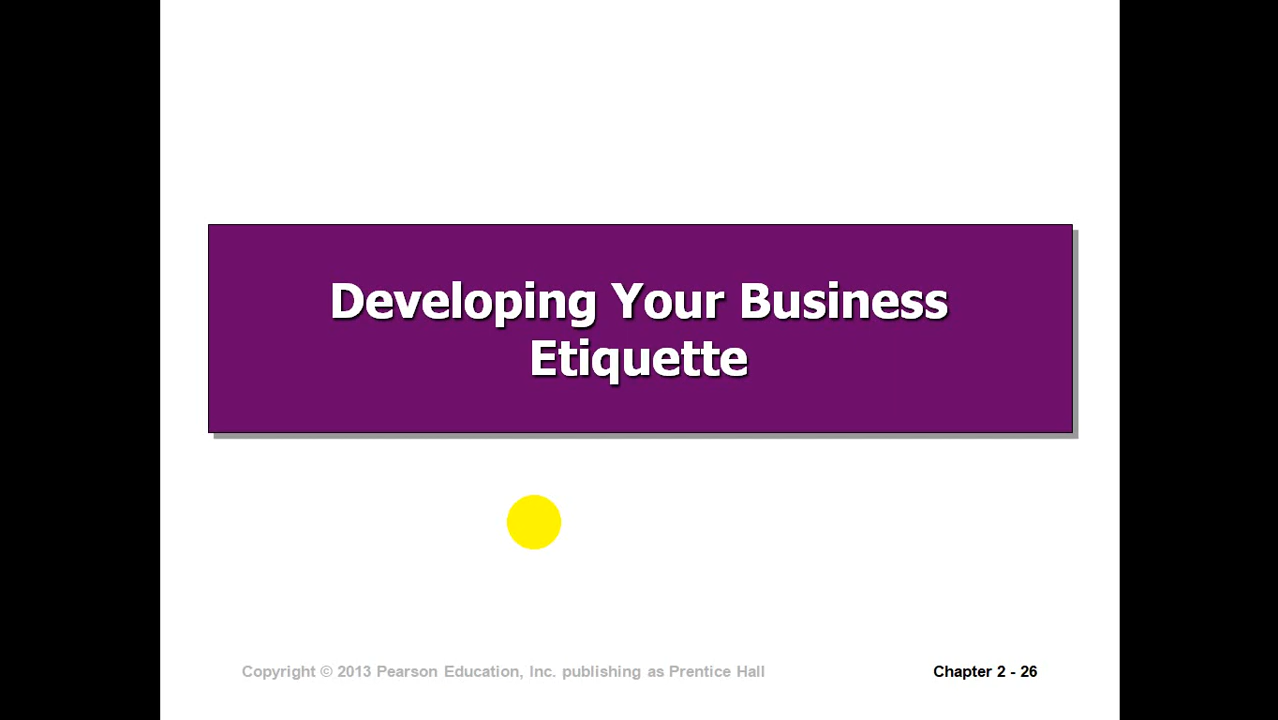 Developing Your Business
Etiquette
Copyright © 2013 Pearson Education, Inc. publishing as Prentice Hall
Chapter 2 - 26